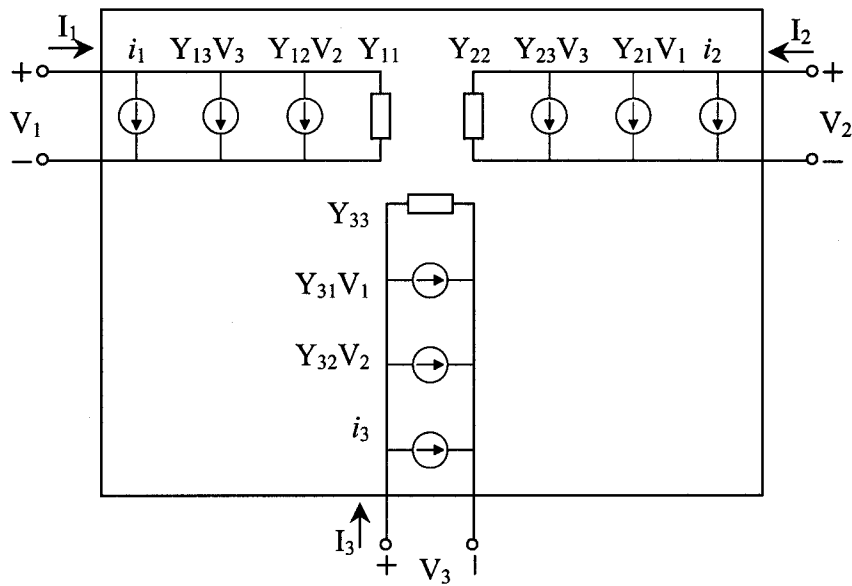 I₁ i₁ Y₁₃V₃ Y₁₂V₂ Y₁₁ Y₂₂ Y₂₃V₃ Y₂₁V₁ i₂ I₂
+ +
V₁ V₂
− −
Y₃₃
Y₃₁V₁
Y₃₂V₂
i₃
I₃
+ V₃ −